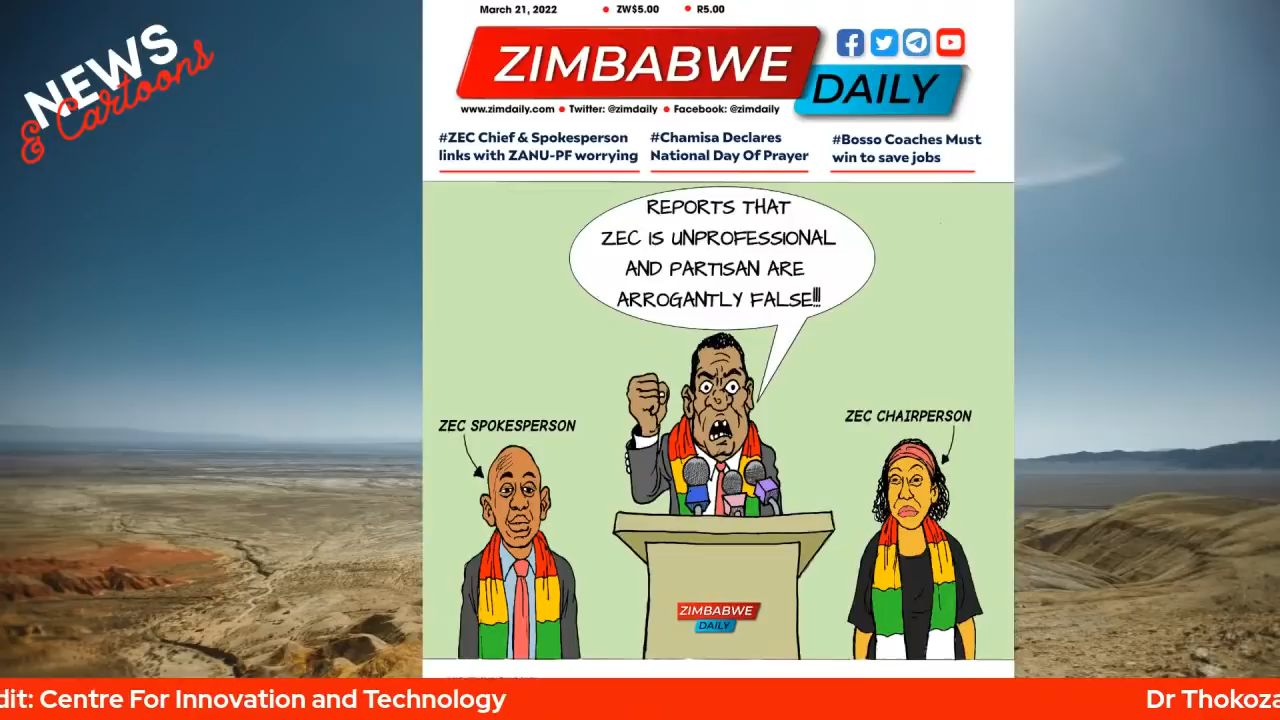 NEWS
& Cartoons
March 21, 2022 • ZW$5.00 • R5.00
ZIMBABWE
DAILY
www.zimdaily.com • Twitter: @zimdaily • Facebook: @zimdaily
#ZEC Chief & Spokesperson
links with ZANU-PF worrying
#Chamisa Declares
National Day Of Prayer
#Bosso Coaches Must
win to save jobs
REPORTS THAT
ZEC IS UNPROFESSIONAL
AND PARTISAN ARE
ARROGANTLY FALSE!!!
ZEC SPOKESPERSON
ZEC CHAIRPERSON
ZIMBABWE
DAILY
dit: Centre For Innovation and Technology
Dr Thokoza